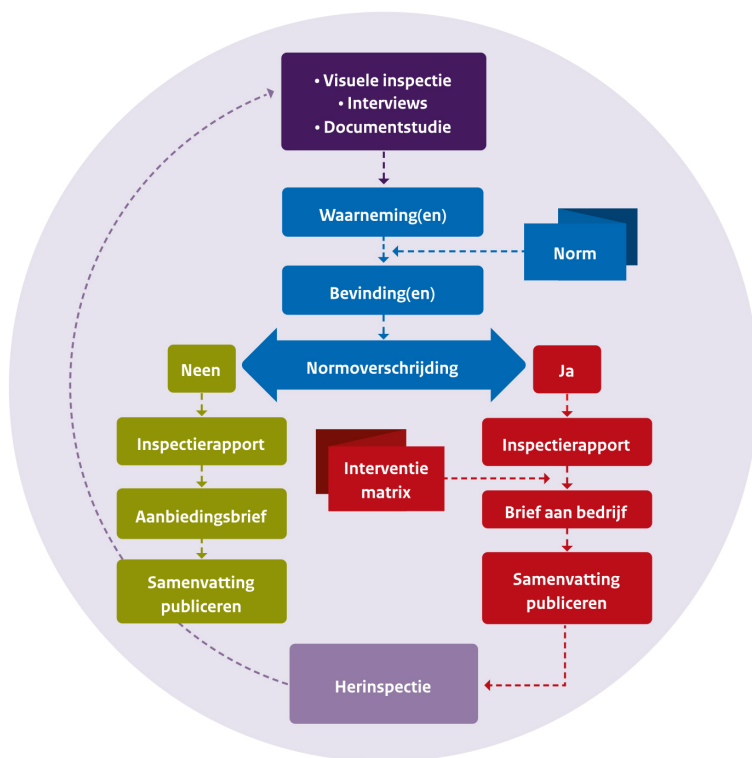 • Visuele inspectie
• Interviews
• Documentstudie
Waarneming(en)
Norm
Bevinding(en)
Neen
Normoverschrijding
Ja
Inspectierapport
Interventie
matrix
Inspectierapport
Aanbiedingsbrief
Brief aan bedrijf
Samenvatting
publiceren
Samenvatting
publiceren
Herinspectie